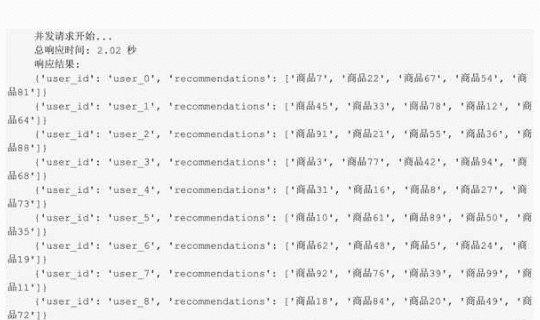 并发请求开始...
总响应时间: 2.02 秒
响应结果:
{'user_id': 'user_0', 'recommendations': ['商品7', '商品22', '商品67', '商品54', '商
品81']}
{'user_id': 'user_1', 'recommendations': ['商品45', '商品33', '商品78', '商品12', '商
品64']}
{'user_id': 'user_2', 'recommendations': ['商品91', '商品21', '商品55', '商品36', '商
品88']}
{'user_id': 'user_3', 'recommendations': ['商品3', '商品77', '商品42', '商品94', '商
品68']}
{'user_id': 'user_4', 'recommendations': ['商品31', '商品16', '商品8', '商品27', '商
品73']}
{'user_id': 'user_5', 'recommendations': ['商品10', '商品61', '商品89', '商品50', '商
品35']}
{'user_id': 'user_6', 'recommendations': ['商品62', '商品48', '商品5', '商品24', '商
品19']}
{'user_id': 'user_7', 'recommendations': ['商品92', '商品76', '商品39', '商品99', '商
品11']}
{'user_id': 'user_8', 'recommendations': ['商品18', '商品84', '商品20', '商品49', '商
品72']}